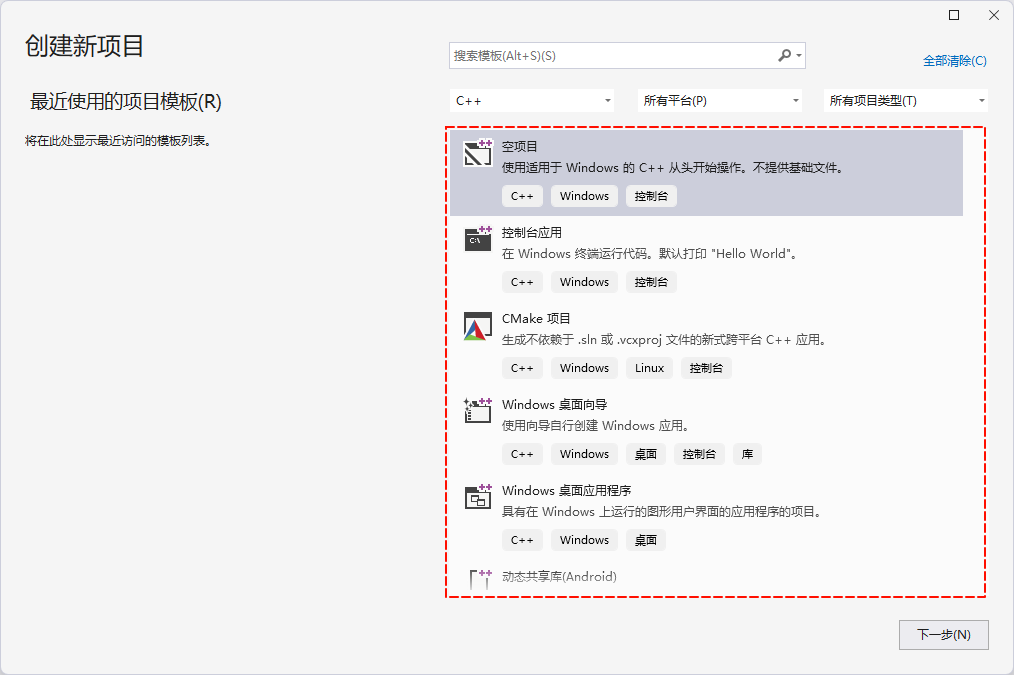 创建新项目
搜索模板(Alt+S)(S)
全部清除(C)
最近使用的项目模板(R)
将在此处显示最近访问的模板列表。
C++ 所有平台(P) 所有项目类型(T)
空项目
使用适用于 Windows 的 C++ 从头开始操作。不提供基础文件。
C++ Windows 控制台
控制台应用
在 Windows 终端运行代码。默认打印 "Hello World"。
C++ Windows 控制台
CMake 项目
生成不依赖于 .sln 或 .vcxproj 文件的新式跨平台 C++ 应用。
C++ Windows Linux 控制台
Windows 桌面向导
使用向导自行创建 Windows 应用。
C++ Windows 桌面 控制台 库
Windows 桌面应用程序
具有在 Windows 上运行的图形用户界面的应用程序的项目。
C++ Windows 桌面
动态共享库(Android)
下一步(N)